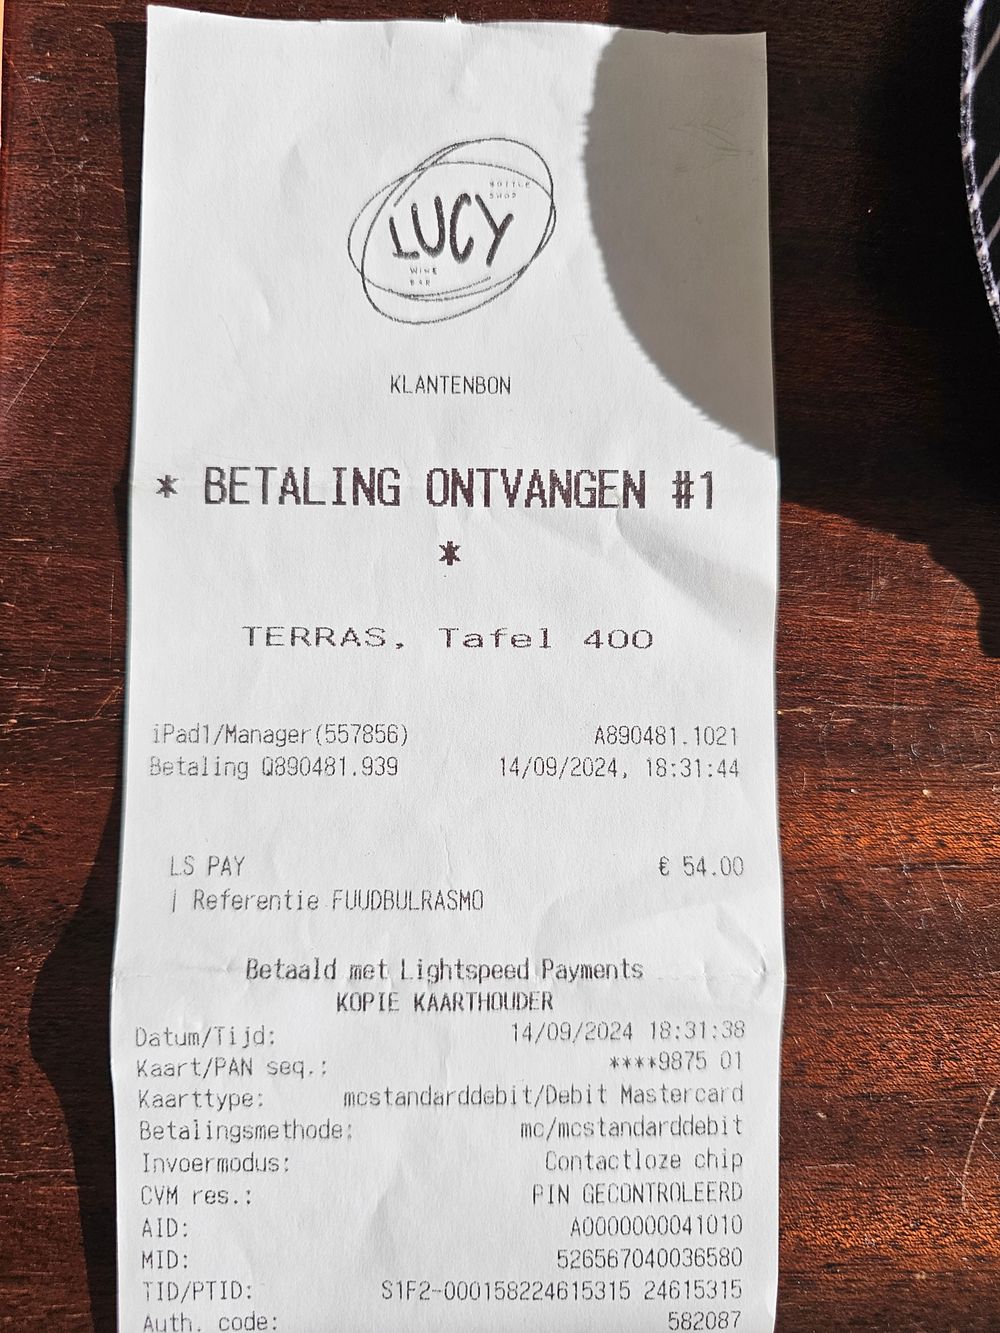 LUCY
BOTTLE
SHOP
WINE
BAR
KLANTENBON
* BETALING ONTVANGEN #1
*
TERRAS, Tafel 400
iPad1/Manager(557856) A890481.1021
Betaling Q890481.939 14/09/2024, 18:31:44
LS PAY € 54.00
| Referentie FUUDBULRASMO
Betaald met Lightspeed Payments
KOPIE KAARTHOUDER
Datum/Tijd: 14/09/2024 18:31:38
Kaart/PAN seq.: ****9875 01
Kaarttype: mcstandarddebit/Debit Mastercard
Betalingsmethode: mc/mcstandarddebit
Invoermodus: Contactloze chip
CVM res.: PIN GECONTROLEERD
AID: A0000000041010
MID: 526567040036580
TID/PTID: S1F2-000158224615315 24615315
Auth. code: 582087